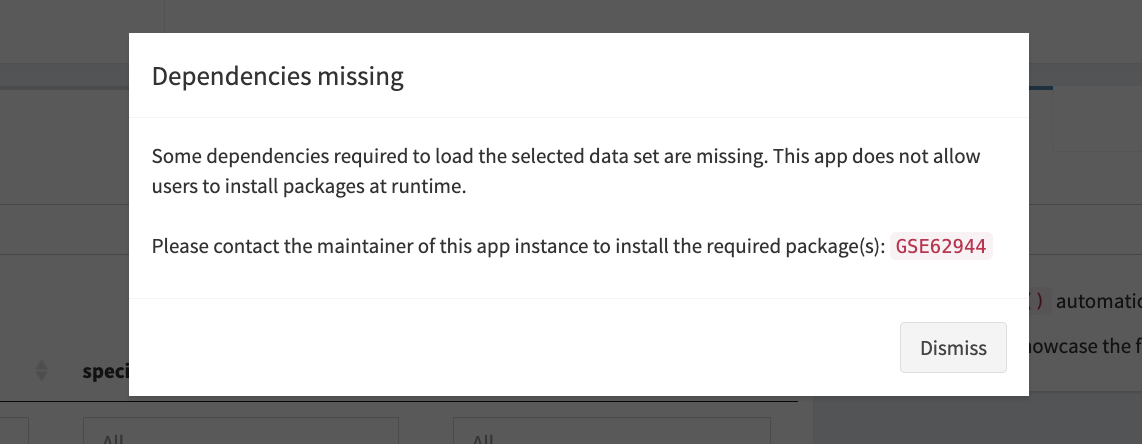 Dependencies missing
Some dependencies required to load the selected data set are missing. This app does not allow
users to install packages at runtime.
Please contact the maintainer of this app instance to install the required package(s): GSE62944
() automatic
howcase the f
Dismiss
speci
All
All